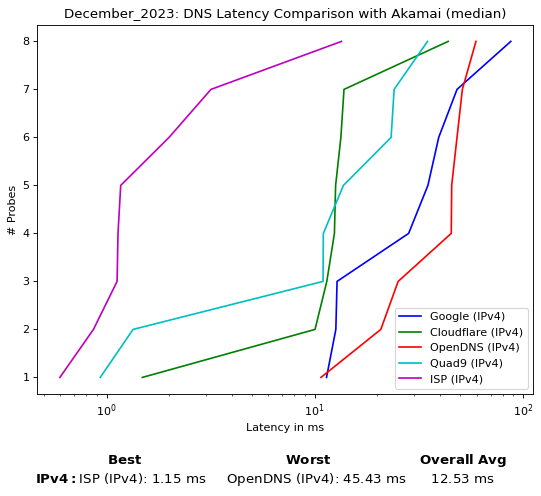 December_2023: DNS Latency Comparison with Akamai (median)
8
7
6
5
4
3
2
1
# Probes
Google (IPv4)
Cloudflare (IPv4)
OpenDNS (IPv4)
Quad9 (IPv4)
ISP (IPv4)
10⁰ 10¹ 10²
Latency in ms
Best Worst Overall Avg
IPv4: ISP (IPv4): 1.15 ms OpenDNS (IPv4): 45.43 ms 12.53 ms